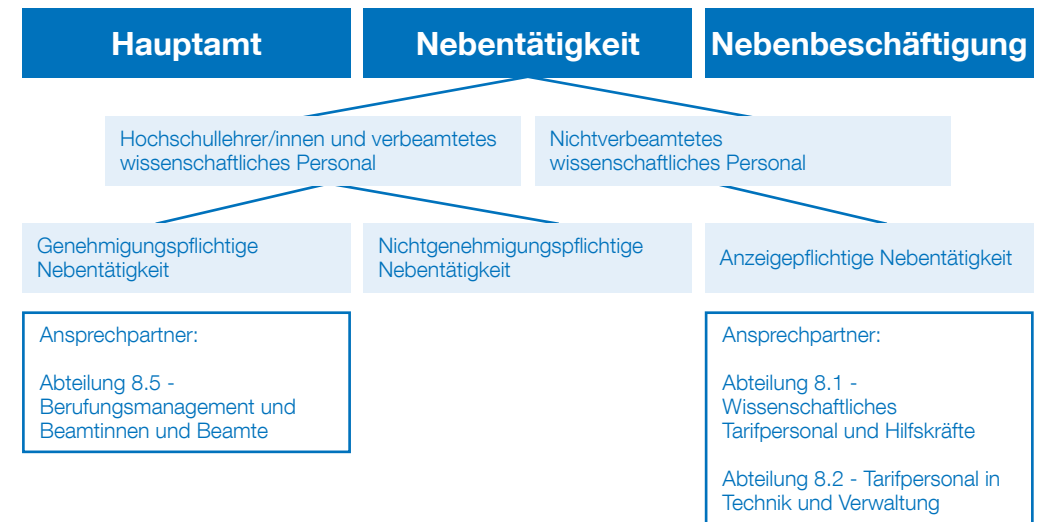 Hauptamt
Nebentätigkeit
Nebenbeschäftigung
Hochschullehrer/innen und verbeamtetes
wissenschaftliches Personal
Nichtverbeamtetes
wissenschaftliches Personal
Genehmigungspflichtige
Nebentätigkeit
Nichtgenehmigungspflichtige
Nebentätigkeit
Anzeigepflichtige Nebentätigkeit
Ansprechpartner:
Abteilung 8.5 -
Berufungsmanagement und
Beamtinnen und Beamte
Ansprechpartner:
Abteilung 8.1 -
Wissenschaftliches
Tarifpersonal und Hilfskräfte
Abteilung 8.2 - Tarifpersonal in
Technik und Verwaltung